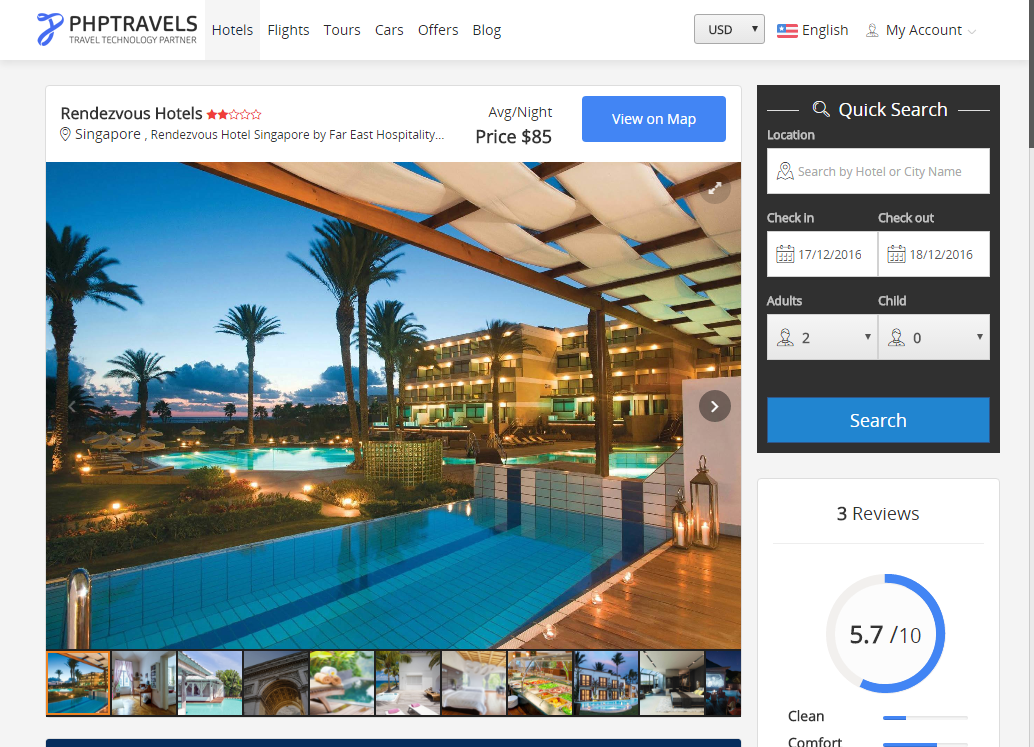 PHPTRAVELS
TRAVEL TECHNOLOGY PARTNER
Hotels Flights Tours Cars Offers Blog
USD English My Account
Rendezvous Hotels
Singapore , Rendezvous Hotel Singapore by Far East Hospitality...
Avg/Night
Price $85
View on Map
Quick Search
Location
Search by Hotel or City Name
Check in Check out
17/12/2016 18/12/2016
Adults Child
2 0
Search
3 Reviews
5.7 /10
Clean
Comfort